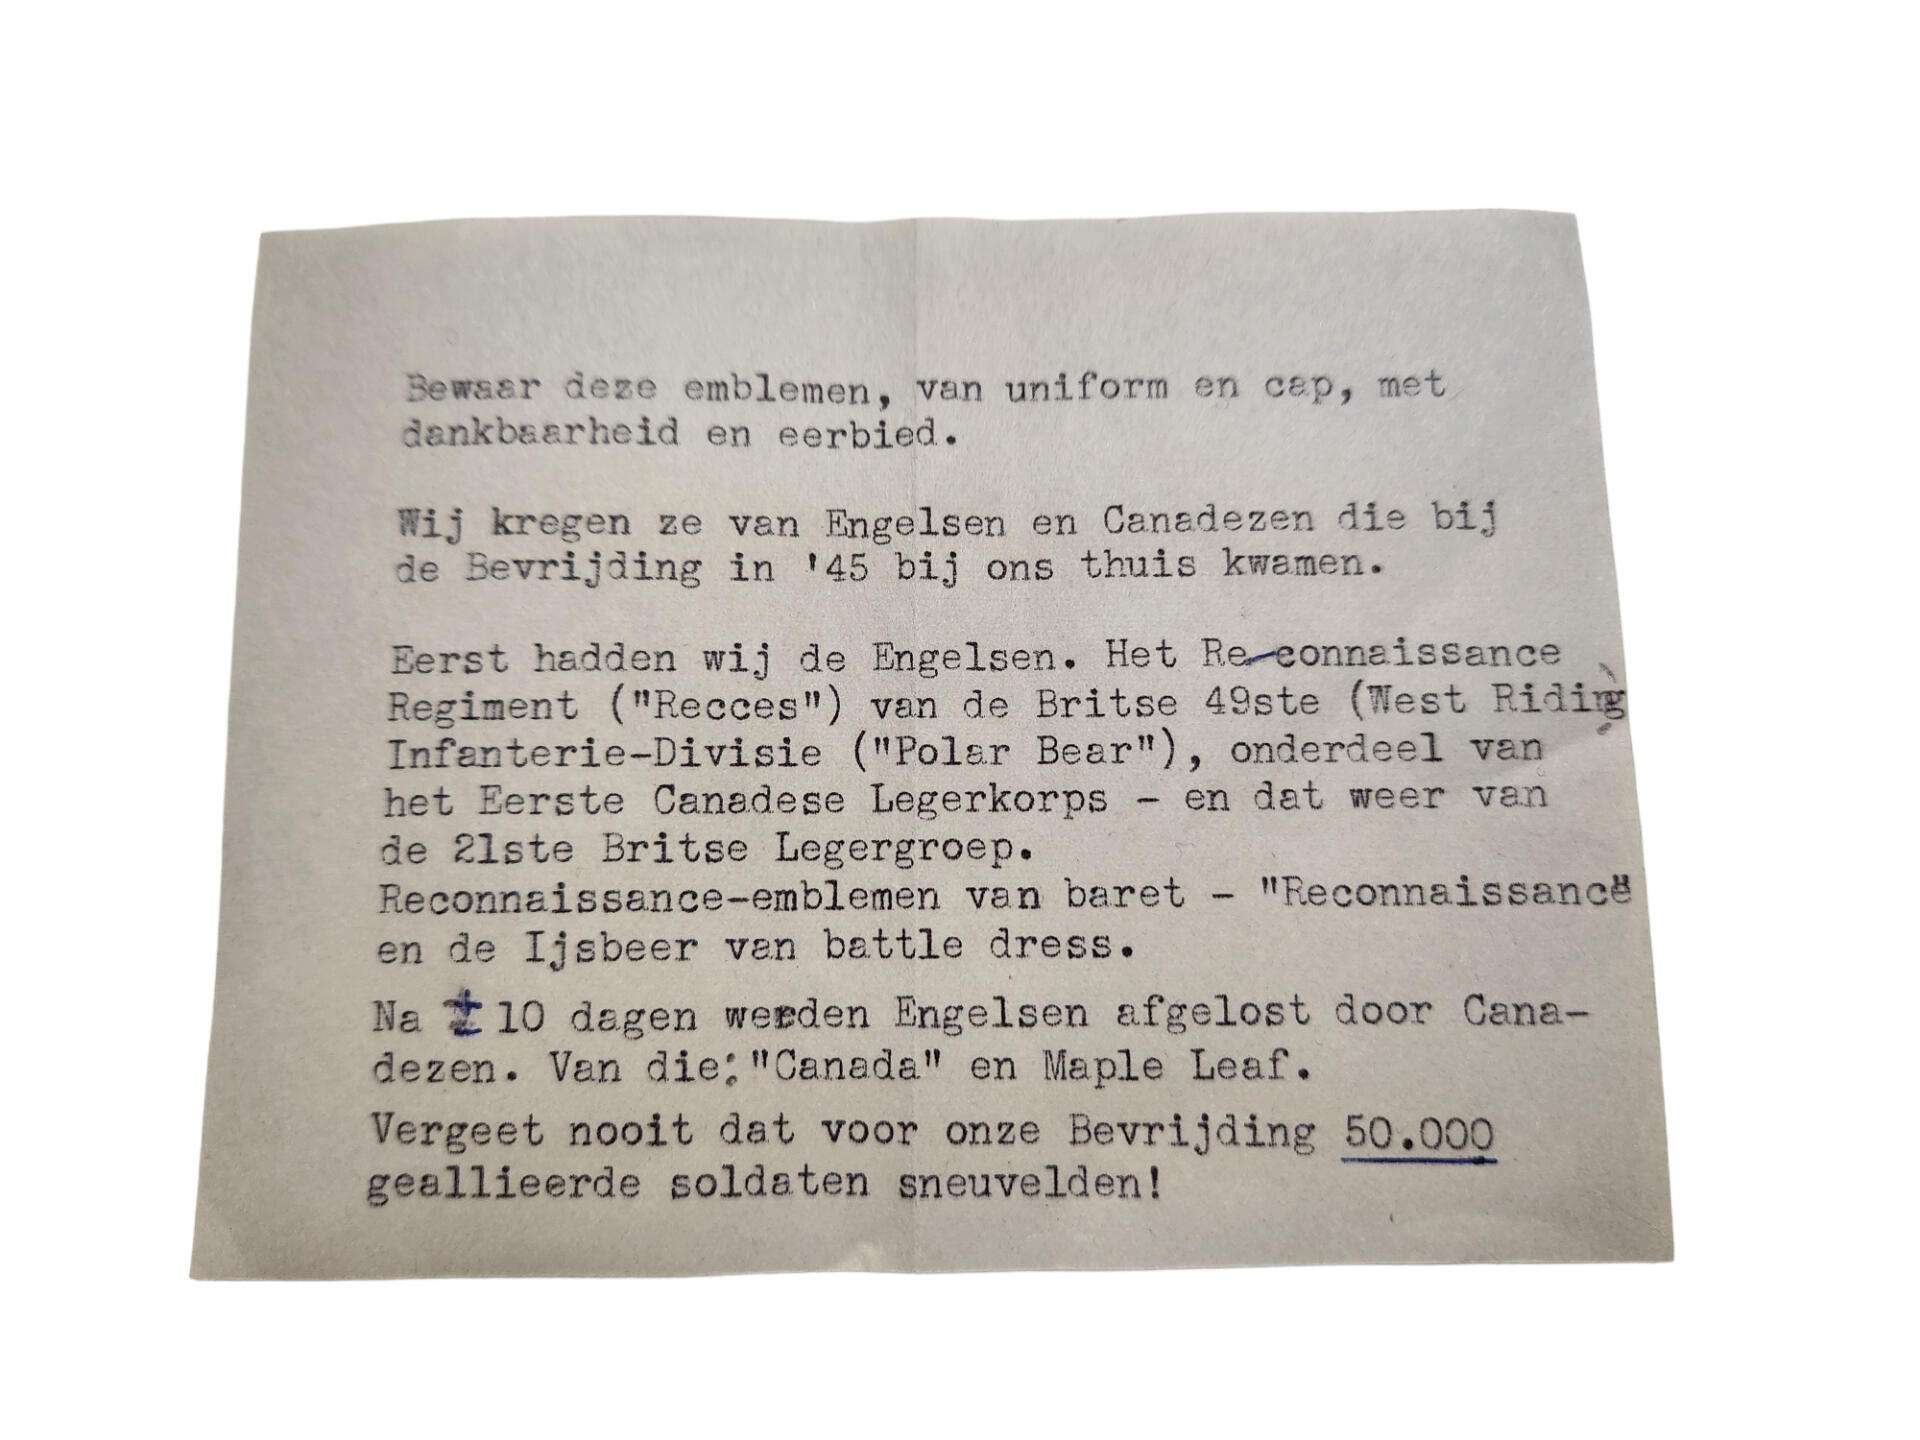 Bewaar deze emblemen, van uniform en cap, met
dankbaarheid en eerbied.
Wij kregen ze van Engelsen en Canadezen die bij
de Bevrijding in '45 bij ons thuis kwamen.
Eerst hadden wij de Engelsen. Het Re-connaissance
Regiment ("Recces") van de Britse 49ste (West Riding)
Infanterie-Divisie ("Polar Bear"), onderdeel van
het Eerste Canadese Legerkorps - en dat weer van
de 21ste Britse Legergroep.
Reconnaissance-emblemen van baret - "Reconnaissance"
en de Ijsbeer van battle dress.
Na ± 10 dagen werden Engelsen afgelost door Cana-
dezen. Van die: "Canada" en Maple Leaf.
Vergeet nooit dat voor onze Bevrijding 50.000
geallieerde soldaten sneuvelden!